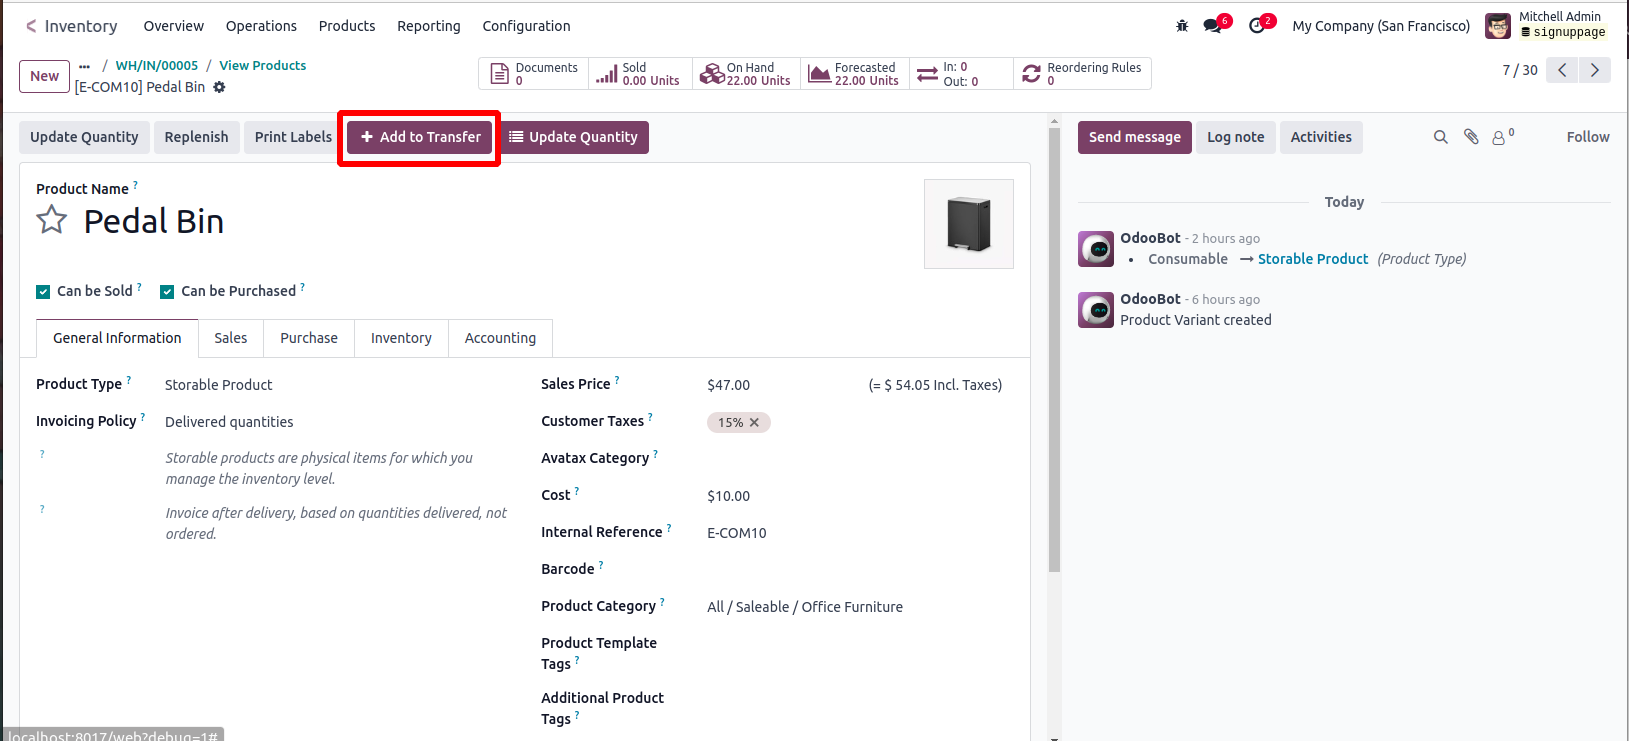 Inventory Overview Operations Products Reporting Configuration 6 2 My Company (San Francisco) Mitchell Admin
signuppage
New ... / WH/IN/00005 / View Products
[E-COM10] Pedal Bin
Documents 0 Sold 0.00 Units On Hand 22.00 Units Forecasted 22.00 Units In: 0 Out: 0 Reordering Rules 0
7 / 30
Update Quantity Replenish Print Labels + Add to Transfer Update Quantity
Send message Log note Activities 0 Follow
Product Name ?
Pedal Bin
Can be Sold ? Can be Purchased ?
General Information Sales Purchase Inventory Accounting
Product Type ? Storable Product
Invoicing Policy ? Delivered quantities
? Storable products are physical items for which you
manage the inventory level.
? Invoice after delivery, based on quantities delivered, not
ordered.
Sales Price ? $47.00 (= $ 54.05 Incl. Taxes)
Customer Taxes ? 15% ×
Avatax Category ?
Cost ? $10.00
Internal Reference ? E-COM10
Barcode ?
Product Category ? All / Saleable / Office Furniture
Product Template
Tags ?
Additional Product
Tags ?
Today
OdooBot - 2 hours ago
• Consumable → Storable Product (Product Type)
OdooBot - 6 hours ago
Product Variant created
localhost:8017/web?debug=1#